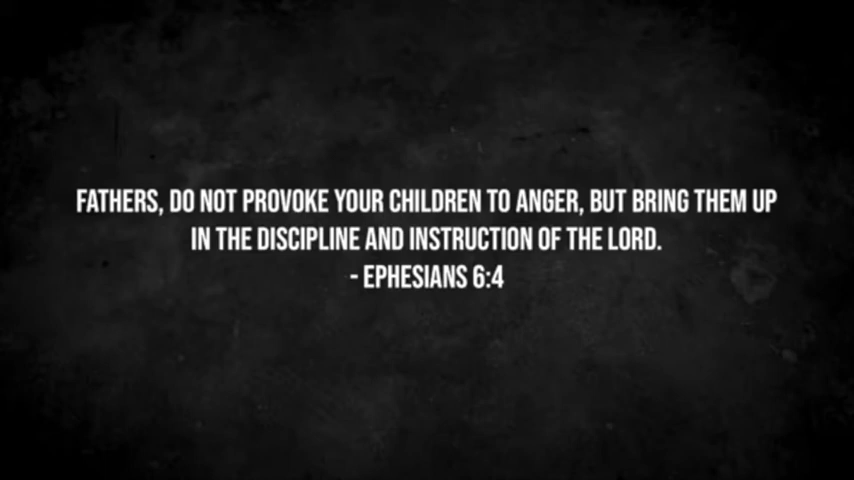 FATHERS, DO NOT PROVOKE YOUR CHILDREN TO ANGER, BUT BRING THEM UP
IN THE DISCIPLINE AND INSTRUCTION OF THE LORD.
- EPHESIANS 6:4